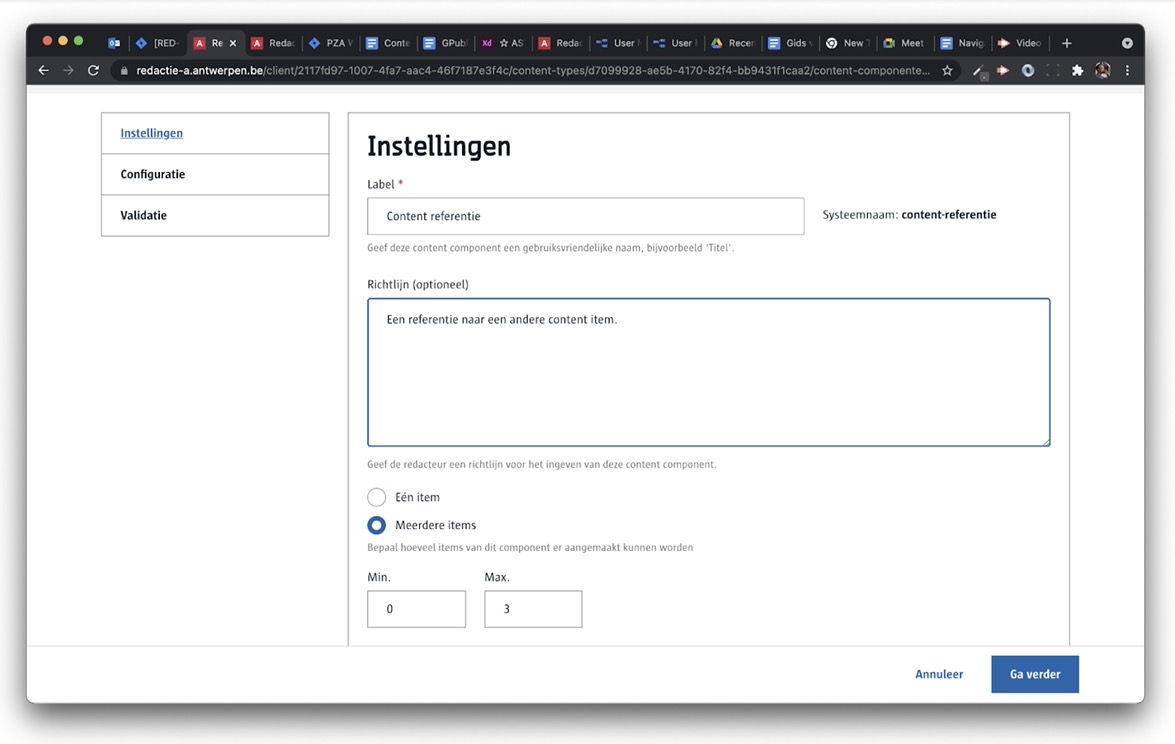 [RED-
Re
Redac
PZA
Conte
GPub
Xd
AS
Redac
User
User
Recer
Gids
New
Meet
Navig
Video
redactie-a.antwerpen.be/client/2117fd97-1007-4fa7-aac4-46f7187e3f4c/content-types/d7099928-ae5b-4170-82f4-bb9431f1caa2/content-componente...
Instellingen
Configuratie
Validatie
Instellingen
Label *
Content referentie
Systeemnaam: content-referentie
Geef deze content component een gebruiksvriendelijke naam, bijvoorbeeld 'Titel'.
Richtlijn (optioneel)
Een referentie naar een andere content item.
Geef de redacteur een richtlijn voor het ingeven van deze content component.
Eén item
Meerdere items
Bepaal hoeveel items van dit component er aangemaakt kunnen worden
Min.
Max.
0
3
Annuleer
Ga verder